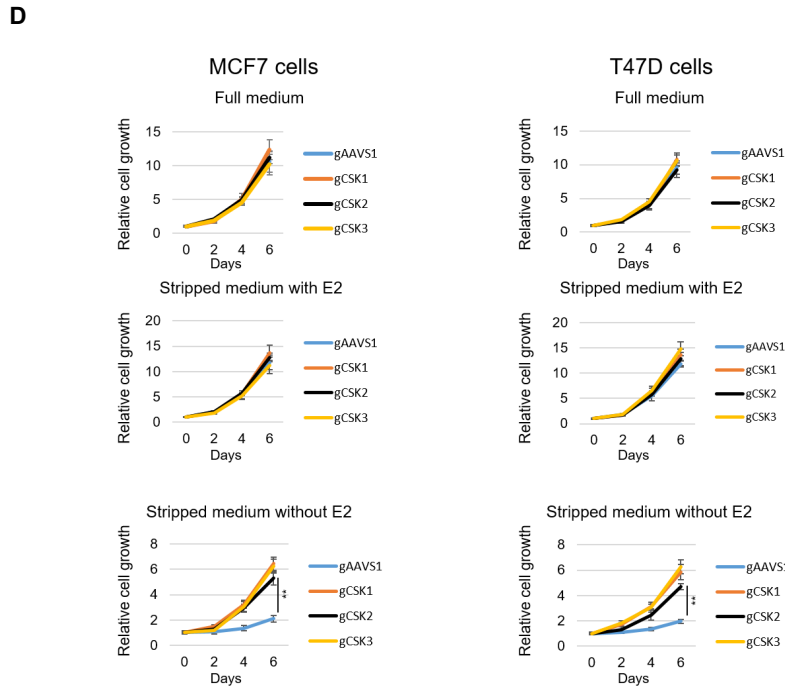 D
MCF7 cells
Full medium
Relative cell growth
15
10
5
0
0 2 4 6
Days
gAAVS1
gCSK1
gCSK2
gCSK3
T47D cells
Full medium
Relative cell growth
15
10
5
0
0 2 4 6
Days
gAAVS1
gCSK1
gCSK2
gCSK3
Stripped medium with E2
Relative cell growth
20
15
10
5
0
0 2 4 6
Days
gAAVS1
gCSK1
gCSK2
gCSK3
Stripped medium with E2
Relative cell growth
20
15
10
5
0
0 2 4 6
Days
gAAVS1
gCSK1
gCSK2
gCSK3
Stripped medium without E2
Relative cell growth
8
6
4
2
0
0 2 4 6
Days
**
gAAVS1
gCSK1
gCSK2
gCSK3
Stripped medium without E2
Relative cell growth
8
6
4
2
0
0 2 4 6
Days
**
gAAVS1
gCSK1
gCSK2
gCSK3